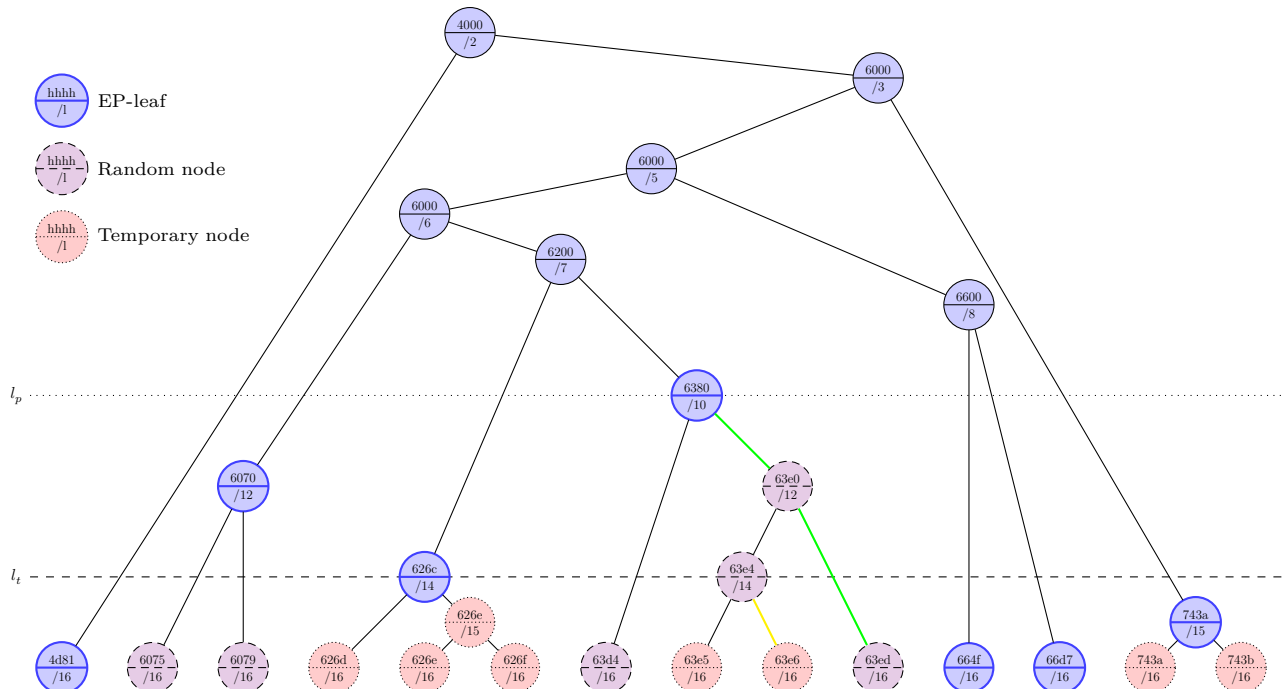 4000
/2
6000
/3
hhhh
/l
EP-leaf
hhhh
/l
Random node
6000
/5
hhhh
/l
Temporary node
6000
/6
6200
/7
6600
/8
l_p
6380
/10
6070
/12
63e0
/12
l_t
626c
/14
63e4
/14
626e
/15
743a
/15
4d81
/16
6075
/16
6079
/16
626d
/16
626e
/16
626f
/16
63d4
/16
63e5
/16
63e6
/16
63ed
/16
664f
/16
66d7
/16
743a
/16
743b
/16